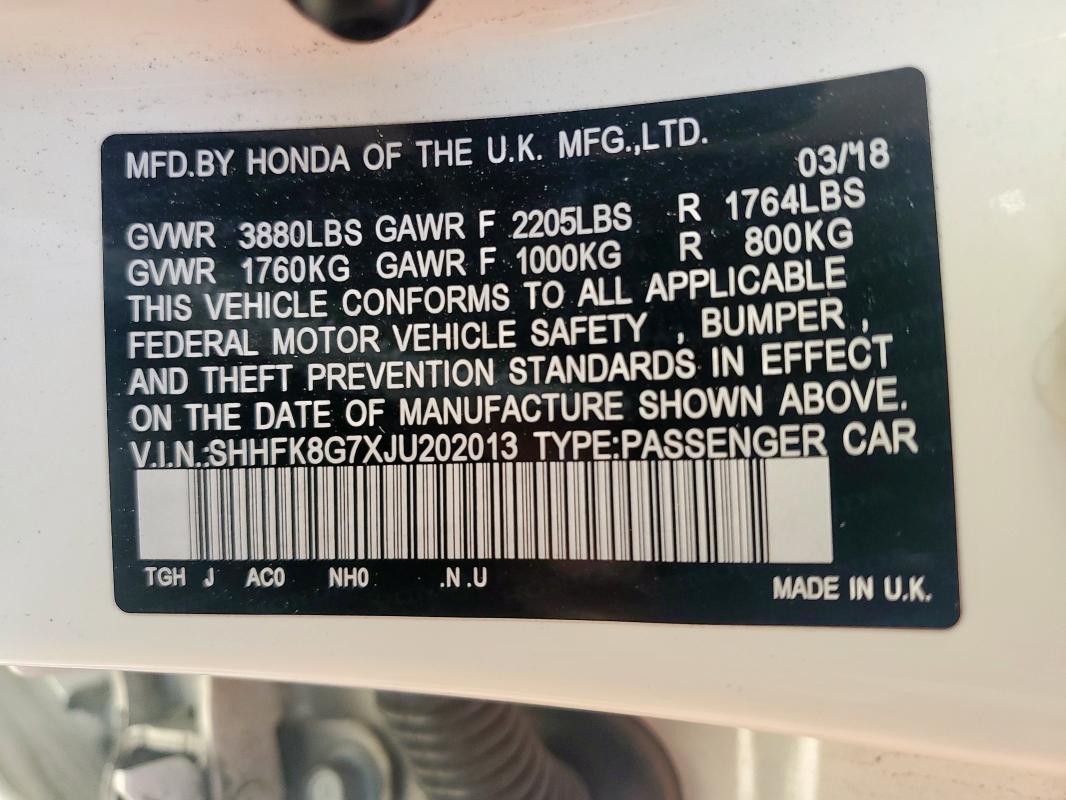 MFD.BY HONDA OF THE U.K. MFG.,LTD.
03/18
GVWR 3880LBS GAWR F 2205LBS R 1764LBS
GVWR 1760KG GAWR F 1000KG R 800KG
THIS VEHICLE CONFORMS TO ALL APPLICABLE
FEDERAL MOTOR VEHICLE SAFETY , BUMPER ,
AND THEFT PREVENTION STANDARDS IN EFFECT
ON THE DATE OF MANUFACTURE SHOWN ABOVE.
V.I.N.:SHHFK8G7XJU202013 TYPE:PASSENGER CAR
TGH J AC0 NH0 .N .U
MADE IN U.K.